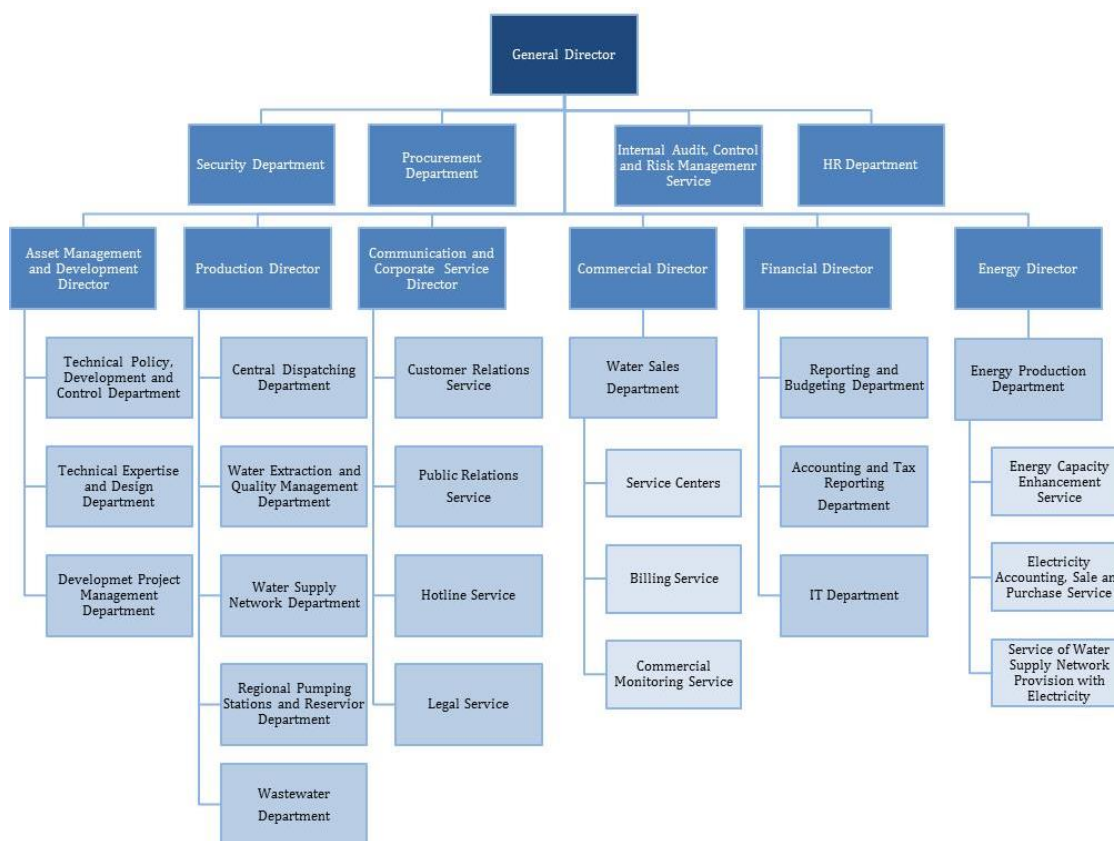 General Director
Security Department
Procurement
Department
Internal Audit, Control
and Risk Managemenr
Service
HR Department
Asset Management
and Development
Director
Production Director
Communication and
Corporate Service
Director
Commercial Director
Financial Director
Energy Director
Technical Policy,
Development and
Control Department
Technical Expertise
and Design
Department
Developmet Project
Management
Department
Central Dispatching
Department
Water Extraction and
Quality Management
Department
Water Supply
Network Department
Regional Pumping
Stations and Reservior
Department
Wastewater
Department
Customer Relations
Service
Public Relations
Service
Hotline Service
Legal Service
Water Sales
Department
Service Centers
Billing Service
Commercial
Monitoring Service
Reporting and
Budgeting Department
Accounting and Tax
Reporting
Department
IT Department
Energy Production
Department
Energy Capacity
Enhancement
Service
Electricity
Accounting, Sale an
Purchase Service
Service of Water
Supply Network
Provision with
Electricity